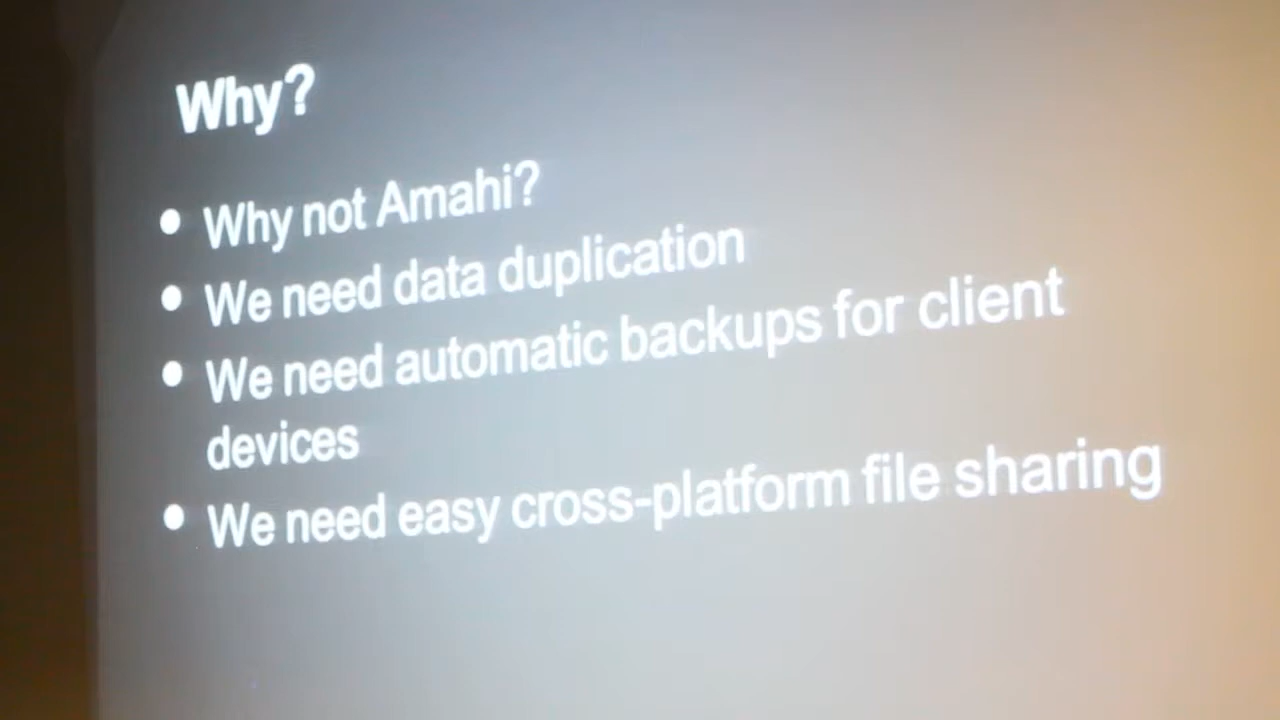 Why?
• Why not Amahi?
• We need data duplication
• We need automatic backups for client
devices
• We need easy cross-platform file sharing